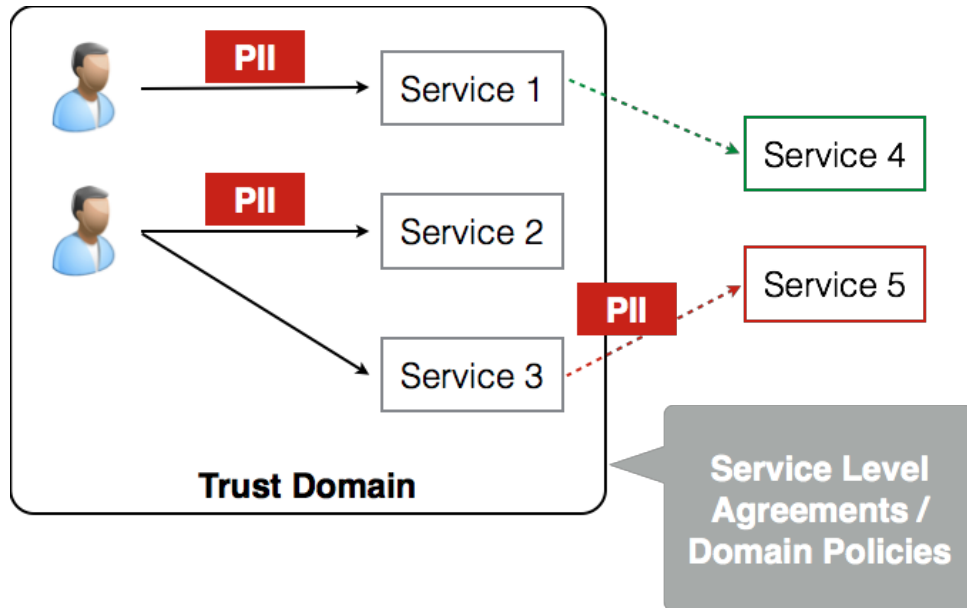 PII
Service 1
Service 4
PII
Service 2
Service 5
PII
Service 3
Trust Domain
Service Level
Agreements /
Domain Policies